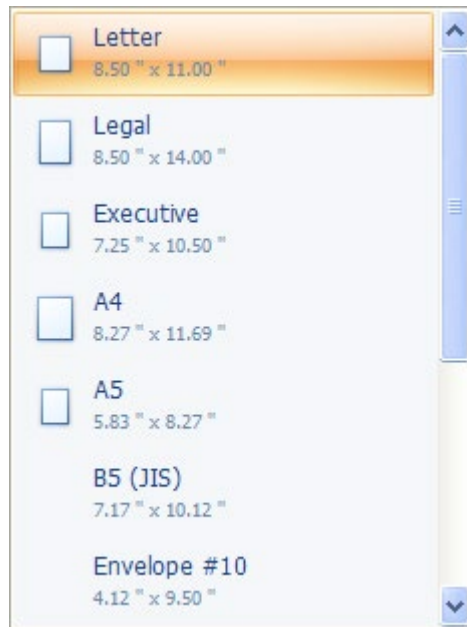 Letter
8.50 " x 11.00 "
Legal
8.50 " x 14.00 "
Executive
7.25 " x 10.50 "
A4
8.27 " x 11.69 "
A5
5.83 " x 8.27 "
B5 (JIS)
7.17 " x 10.12 "
Envelope #10
4.12 " x 9.50 "